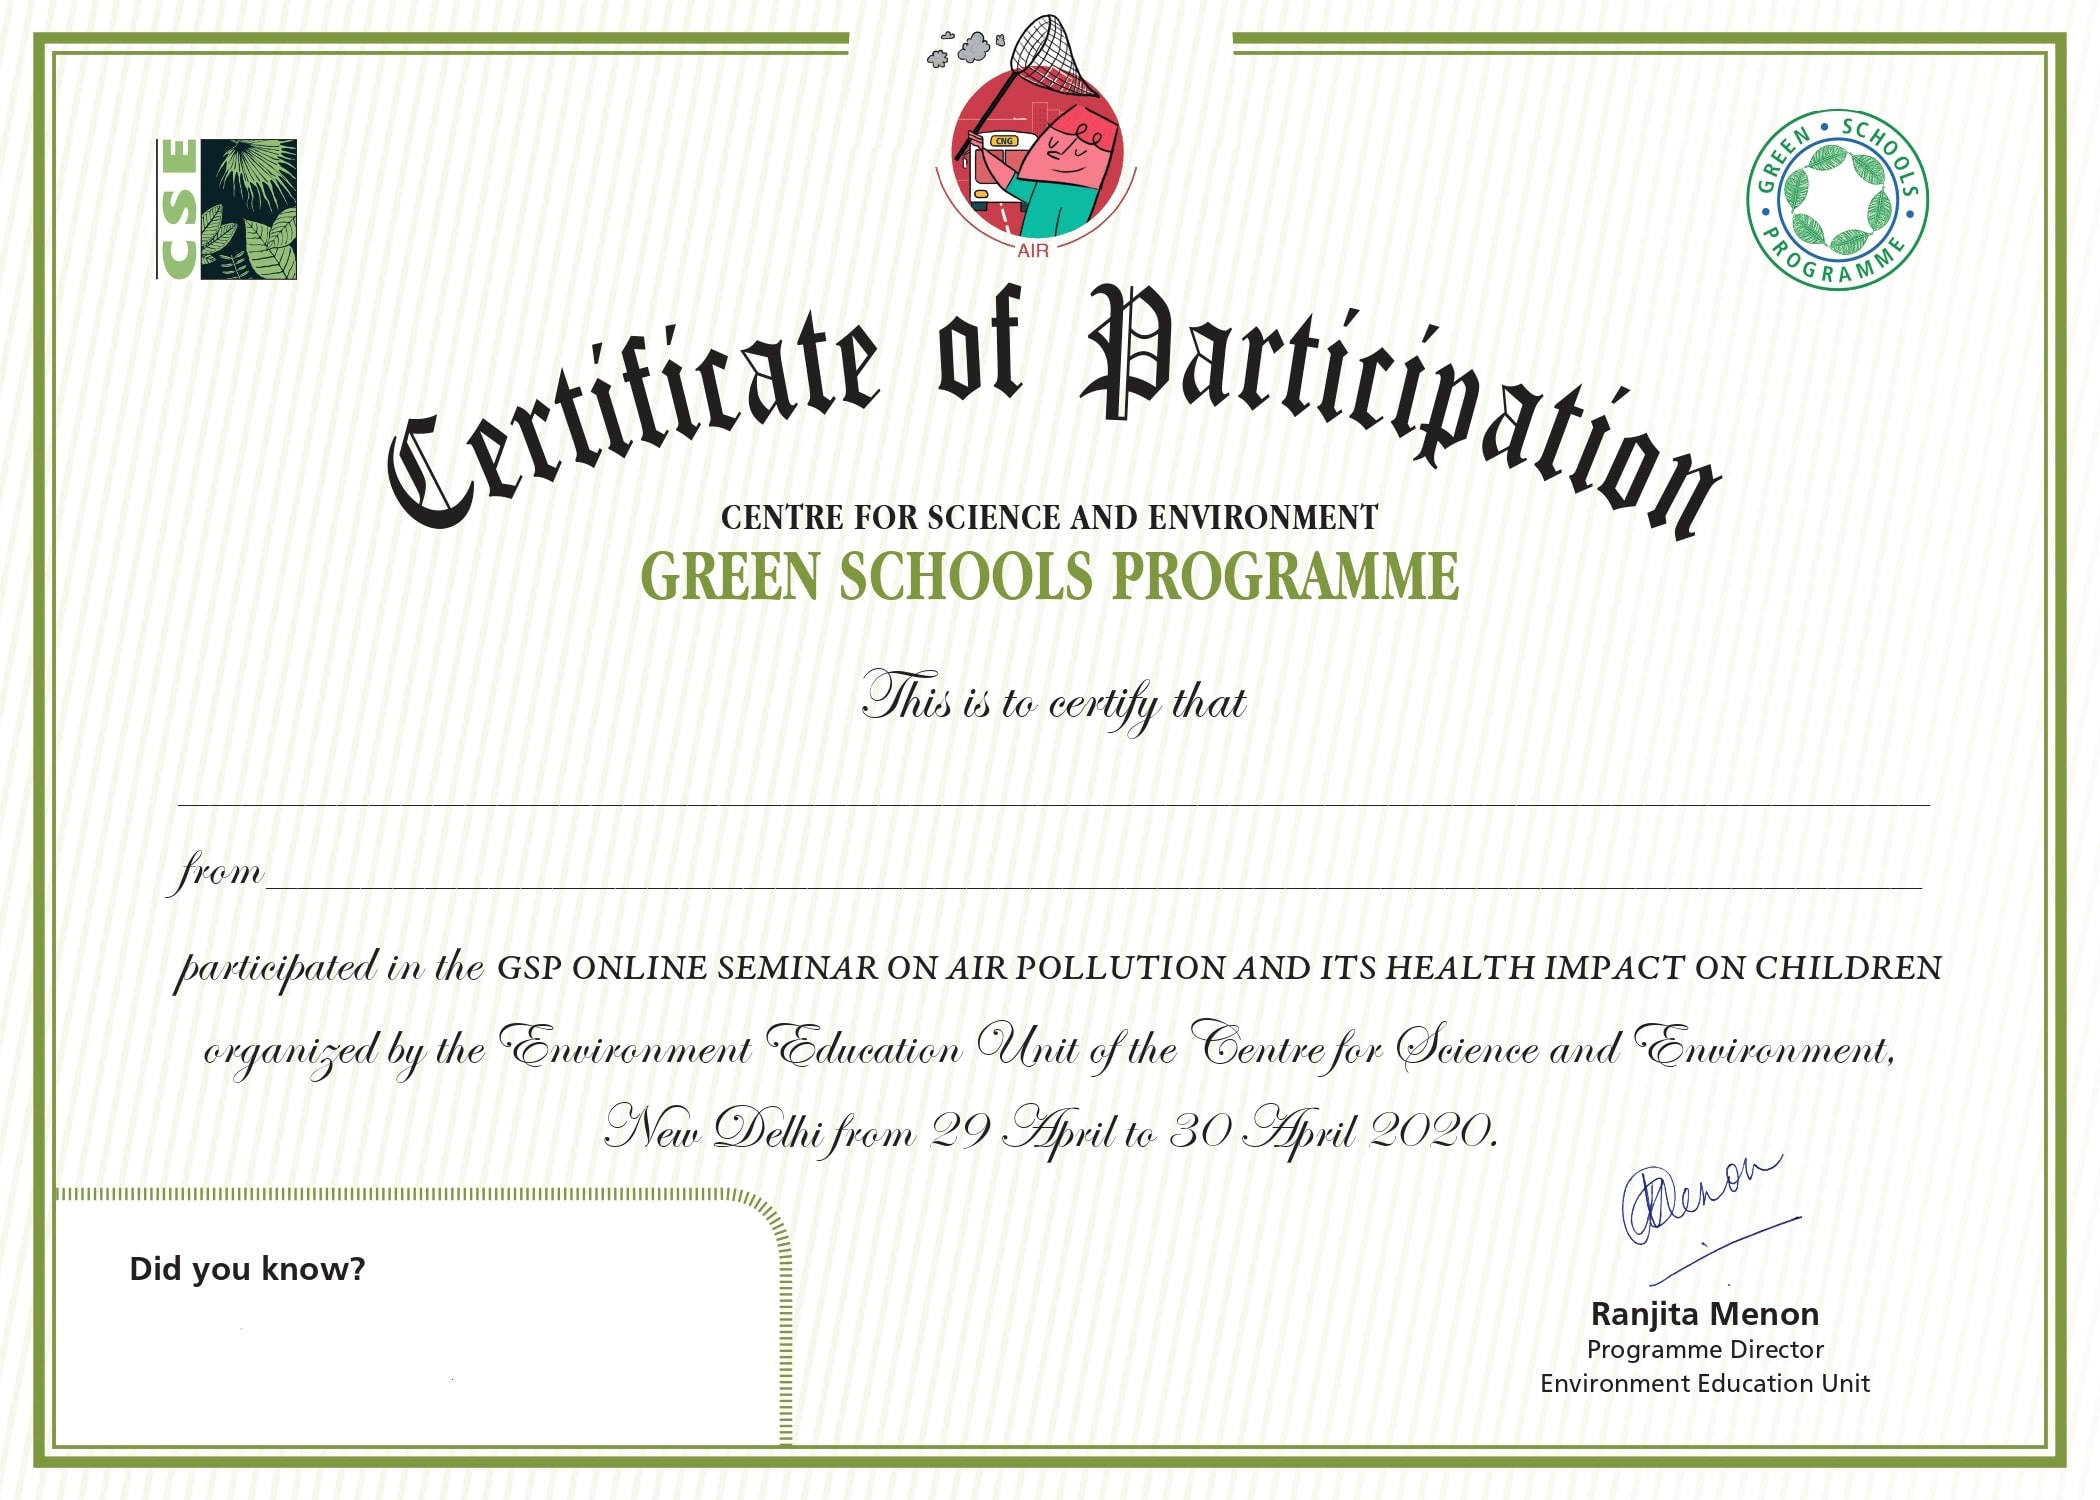 CNG
AIR
CSE
GREEN • SCHOOLS • PROGRAMME •
Certificate of Participation
CENTRE FOR SCIENCE AND ENVIRONMENT
GREEN SCHOOLS PROGRAMME
This is to certify that
from
participated in the GSP ONLINE SEMINAR ON AIR POLLUTION AND ITS HEALTH IMPACT ON CHILDREN
organized by the Environment Education Unit of the Centre for Science and Environment,
New Delhi from 29 April to 30 April 2020.
Did you know?
Menon
Ranjita Menon
Programme Director
Environment Education Unit